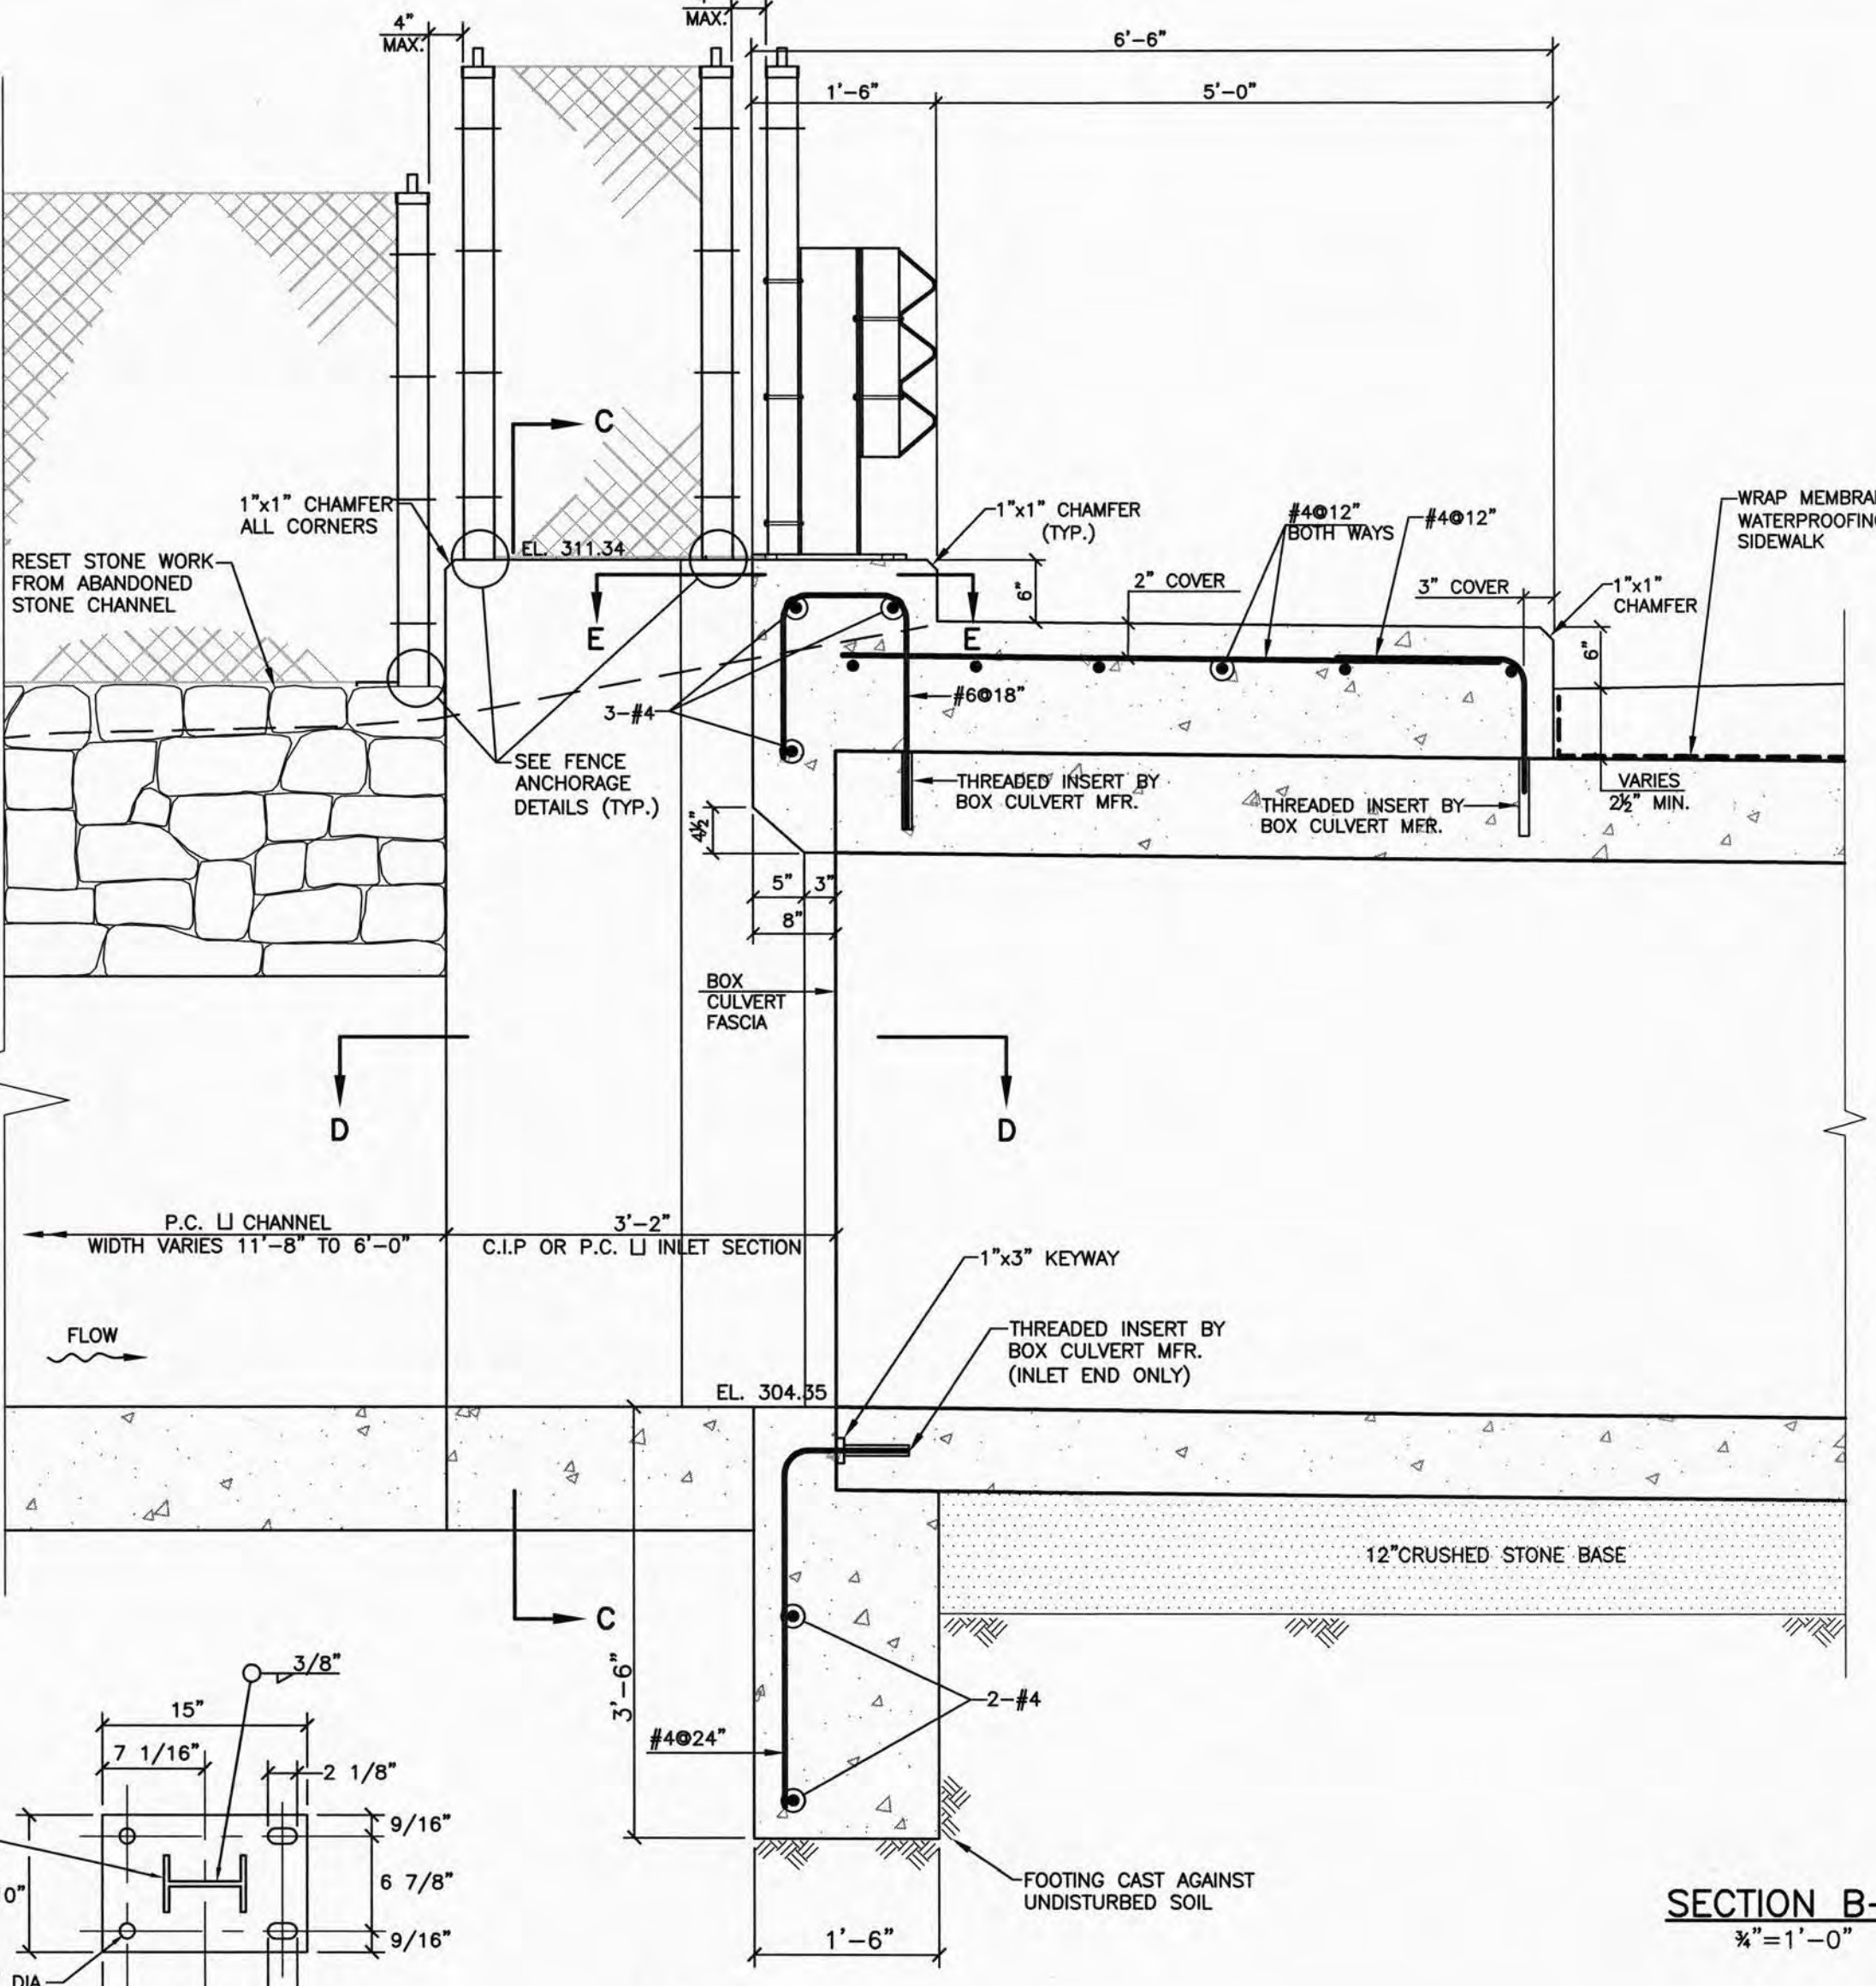 4"
MAX.
MAX.
6'-6"
1'-6"
5'-0"
C
1"x1" CHAMFER
ALL CORNERS
EL. 311.34
1"x1" CHAMFER
(TYP.)
#4@12"
BOTH WAYS
#4@12"
WRAP
WATERPROOFING
SIDEWALK
RESET STONE WORK
FROM ABANDONED
STONE CHANNEL
E
E
6"
2" COVER
3" COVER
1"x1"
CHAMFER
6"
3-#4
#6@18"
SEE FENCE
ANCHORAGE
DETAILS (TYP.)
THREADED INSERT BY
BOX CULVERT MFR.
THREADED INSERT BY
BOX CULVERT MFR.
VARIES
2½" MIN.
4½"
5"
3"
8"
BOX
CULVERT
FASCIA
D
D
P.C. ⊔ CHANNEL
WIDTH VARIES 11'-8" TO 6'-0"
3'-2"
C.I.P OR P.C. ⊔ INLET SECTION
1"x3" KEYWAY
FLOW
THREADED INSERT BY
BOX CULVERT MFR.
(INLET END ONLY)
EL. 304.35
12"CRUSHED STONE BASE
C
3'-6"
2-#4
#4@24"
3/8"
15"
7 1/16"
2 1/8"
9/16"
6 7/8"
0"
9/16"
DIA
FOOTING CAST AGAINST
UNDISTURBED SOIL
1'-6"
SECTION B-
¾"=1'-0"